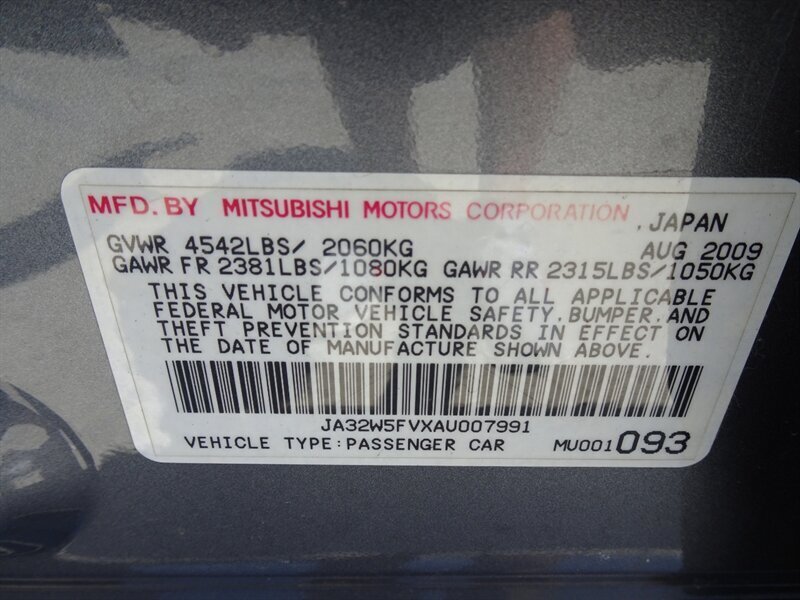 MFD. BY MITSUBISHI MOTORS CORPORATION , JAPAN
GVWR 4542LBS/ 2060KG AUG 2009
GAWR FR 2381LBS/1080KG GAWR RR 2315LBS/1050KG
THIS VEHICLE CONFORMS TO ALL APPLICABLE
FEDERAL MOTOR VEHICLE SAFETY.BUMPER.AND
THEFT PREVENTION STANDARDS IN EFFECT ON
THE DATE OF MANUFACTURE SHOWN ABOVE.
JA32W5FVXAU007991
VEHICLE TYPE:PASSENGER CAR MU001093